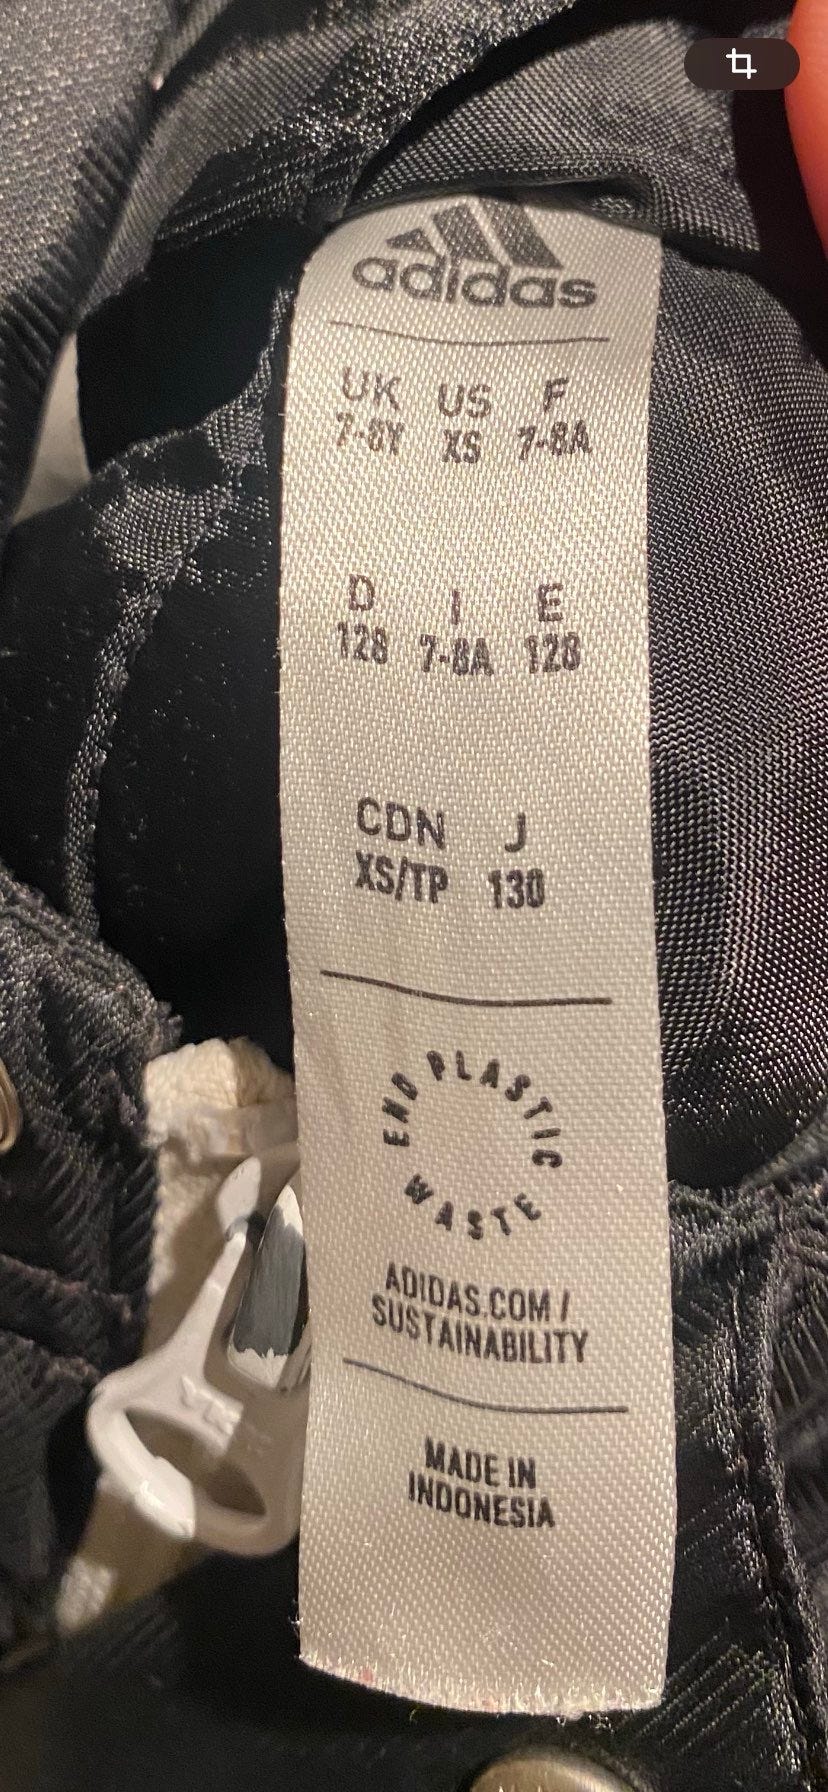 adidas
UK US F
7-8Y XS 7-8A
D I E
128 7-8A 128
CDN J
XS/TP 130
END PLASTIC WASTE
ADIDAS.COM /
SUSTAINABILITY
MADE IN
INDONESIA